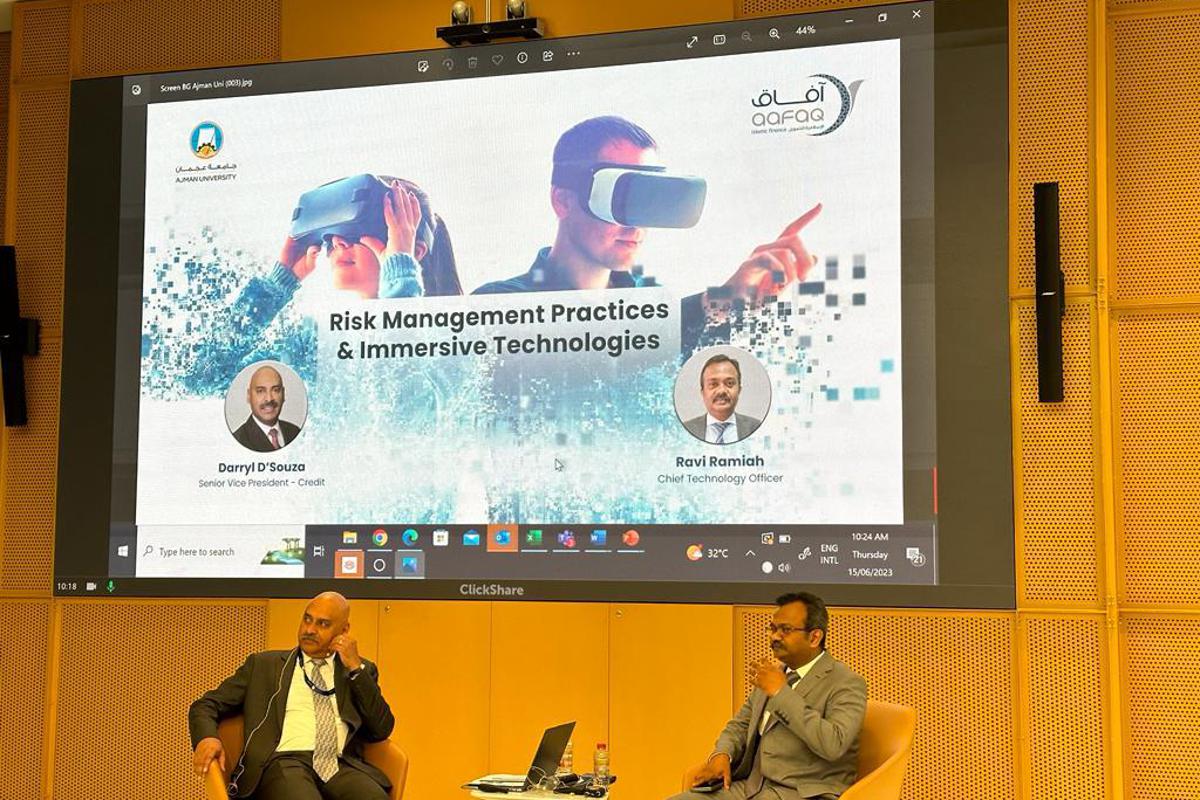 Screen BG Ajman Uni (003).jpg
44%
جامعة عجمان
AJMAN UNIVERSITY
آفاق
aafaq
islamic finance الإسلامية للتمويل
Risk Management Practices
& Immersive Technologies
Darryl D'Souza
Senior Vice President - Credit
Ravi Ramiah
Chief Technology Officer
Type here to search
32°C
ENG
INTL
10:24 AM
Thursday
15/06/2023
21
10:18
ClickShare